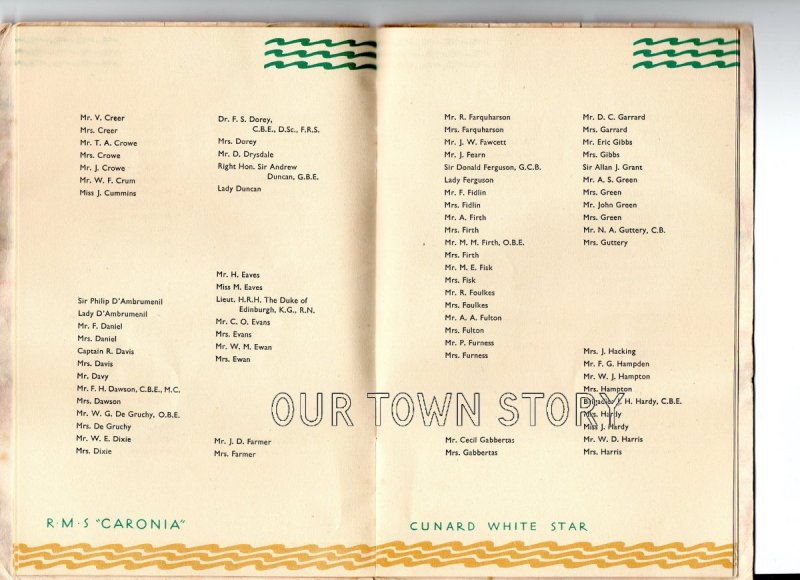 Mr. V. Creer
Mrs. Creer
Mr. T. A. Crowe
Mrs. Crowe
Mr. J. Crowe
Mr. W. F. Crum
Miss J. Cummins
Sir Philip D'Ambrumenil
Lady D'Ambrumenil
Mr. F. Daniel
Mrs. Daniel
Captain R. Davis
Mrs. Davis
Mr. Davy
Mr. F. H. Dawson, C.B.E., M.C.
Mrs. Dawson
Mr. W. G. De Gruchy, O.B.E.
Mrs. De Gruchy
Mr. W. E. Dixie
Mrs. Dixie
Dr. F. S. Dorey,
C.B.E., D.Sc., F.R.S.
Mrs. Dorey
Mr. D. Drysdale
Right Hon. Sir Andrew
Duncan, G.B.E.
Lady Duncan
Mr. H. Eaves
Miss M. Eaves
Lieut. H.R.H. The Duke of
Edinburgh, K.G., R.N.
Mr. C. O. Evans
Mrs. Evans
Mr. W. M. Ewan
Mrs. Ewan
Mr. J. D. Farmer
Mrs. Farmer
R·M·S "CARONIA"
Mr. R. Farquharson
Mrs. Farquharson
Mr. J. W. Fawcett
Mr. J. Fearn
Sir Donald Ferguson, G.C.B.
Lady Ferguson
Mr. F. Fidlin
Mrs. Fidlin
Mr. A. Firth
Mrs. Firth
Mr. M. M. Firth, O.B.E.
Mrs. Firth
Mr. M. E. Fisk
Mrs. Fisk
Mr. R. Foulkes
Mrs. Foulkes
Mr. A. A. Fulton
Mrs. Fulton
Mr. P. Furness
Mrs. Furness
Mr. Cecil Gabbertas
Mrs. Gabbertas
Mr. D. C. Garrard
Mrs. Garrard
Mr. Eric Gibbs
Mrs. Gibbs
Sir Allan J. Grant
Mr. A. S. Green
Mrs. Green
Mr. John Green
Mrs. Green
Mr. N. A. Guttery, C.B.
Mrs. Guttery
Mrs. J. Hacking
Mr. F. G. Hampden
Mr. W. J. Hampton
Mrs. Hampton
Brigadier J. H. Hardy, C.B.E.
Mrs. Hardy
Miss J. Hardy
Mr. W. D. Harris
Mrs. Harris
CUNARD WHITE STAR
OUR TOWN STORY